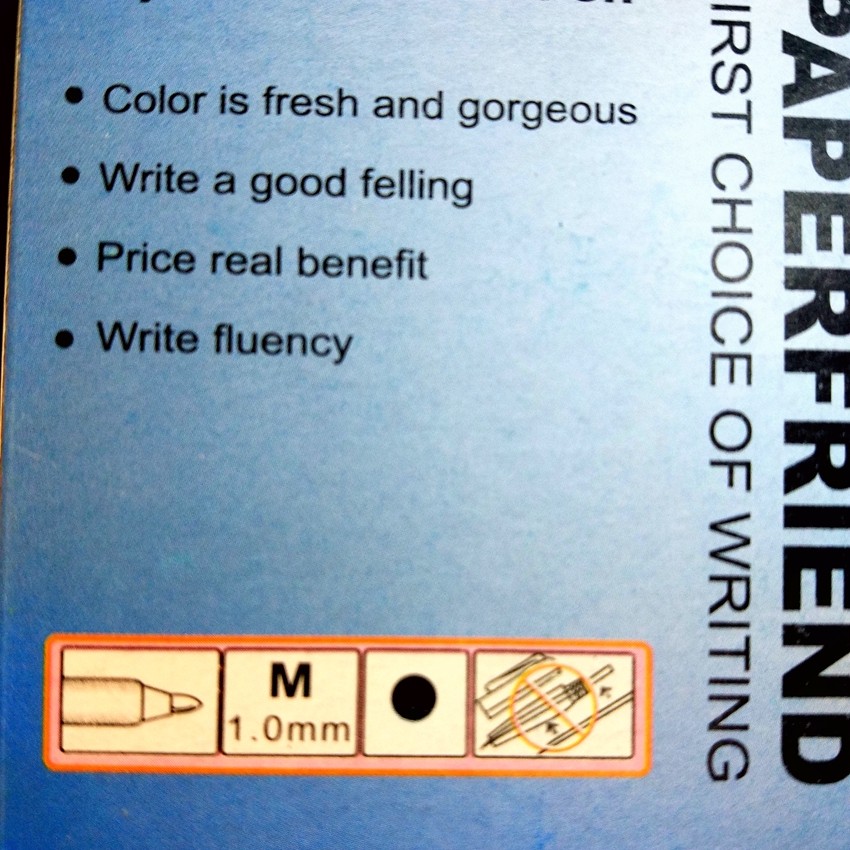 Color is fresh and gorgeous
Write a good felling
Price real benefit
Write fluency
M
1.0mm
PAPERFRIEND
FIRST CHOICE OF WRITING